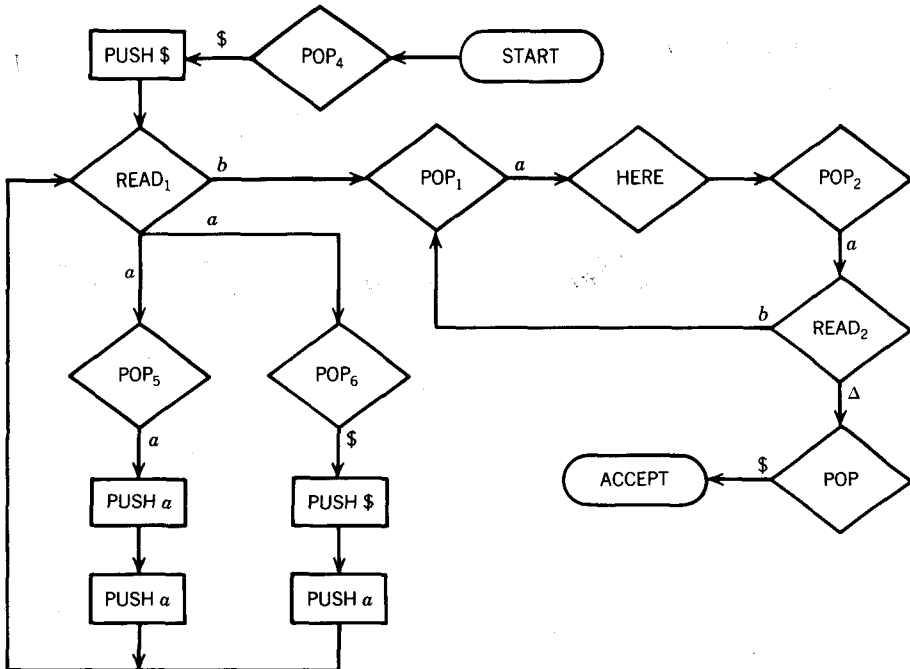 PUSH $
$
POP₄
START
READ₁
b
POP₁
a
HERE
POP₂
a
a
a
b
READ₂
POP₅
POP₆
Δ
a
$
PUSH a
PUSH $
ACCEPT
$
POP
PUSH a
PUSH a